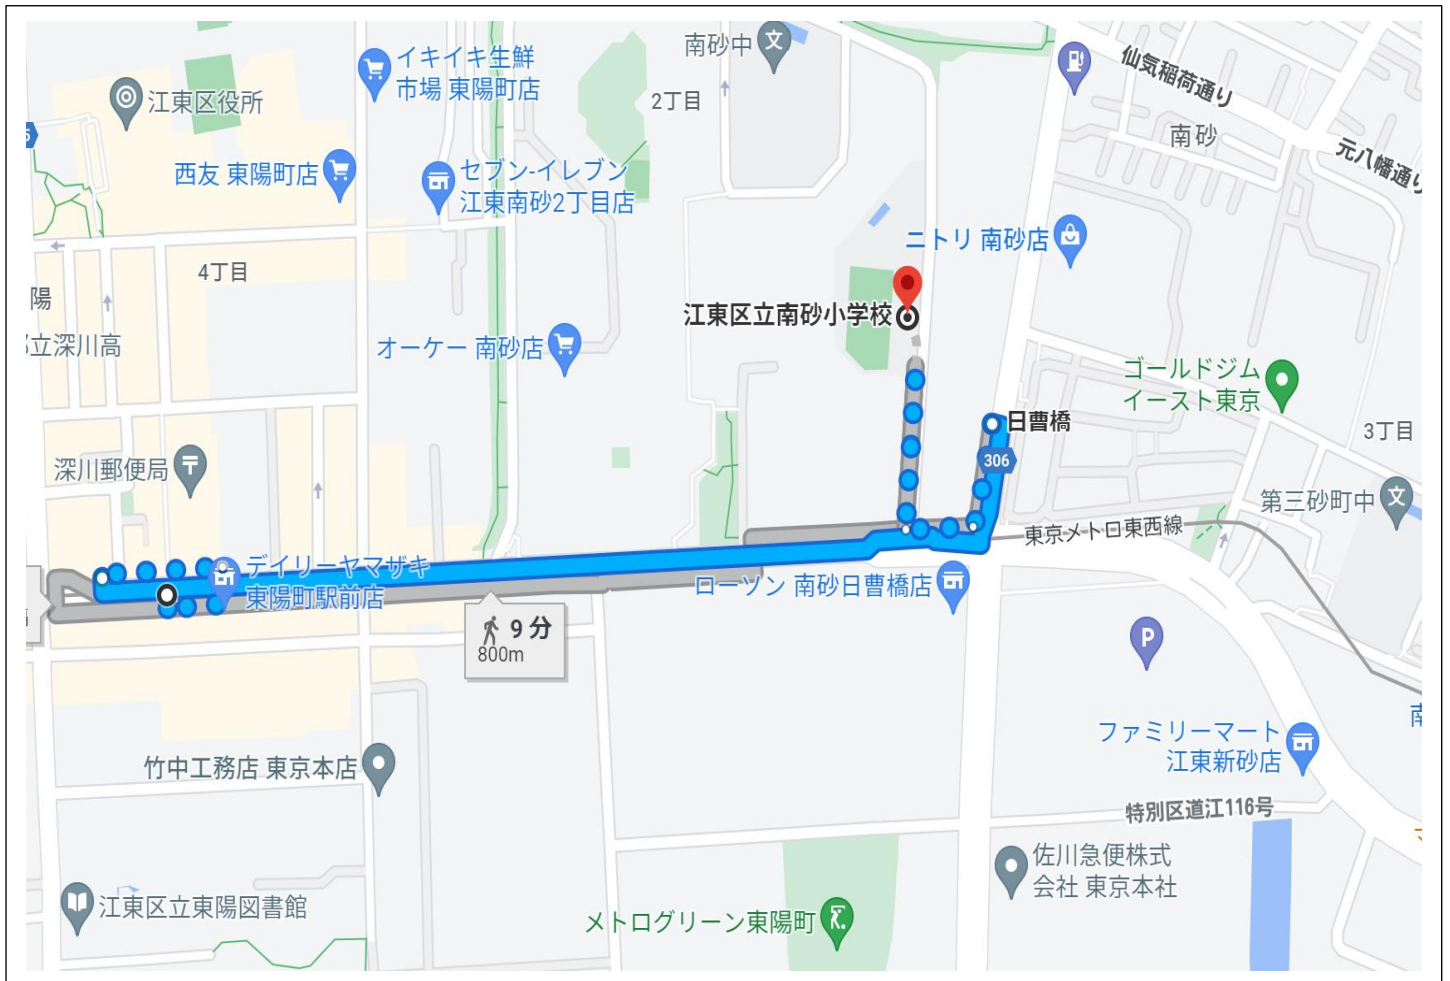 南砂中
イキイキ生鮮
市場 東陽町店
仙気稲荷通り
江東区役所
2丁目
南砂
元八幡通り
西友 東陽町店
セブン-イレブン
江東南砂2丁目店
ニトリ 南砂店
4丁目
陽
江東区立南砂小学校
立深川高
オーケー 南砂店
ゴールドジム
イースト東京
日曹橋
3丁目
306
深川郵便局
第三砂町中
東京メトロ東西線
デイリーヤマザキ
東陽町駅前店
ローソン 南砂日曹橋店
9 分
800m
P
南
ファミリーマート
江東新砂店
竹中工務店 東京本店
特別区道江116号
佐川急便株式
会社 東京本社
江東区立東陽図書館
メトログリーン東陽町